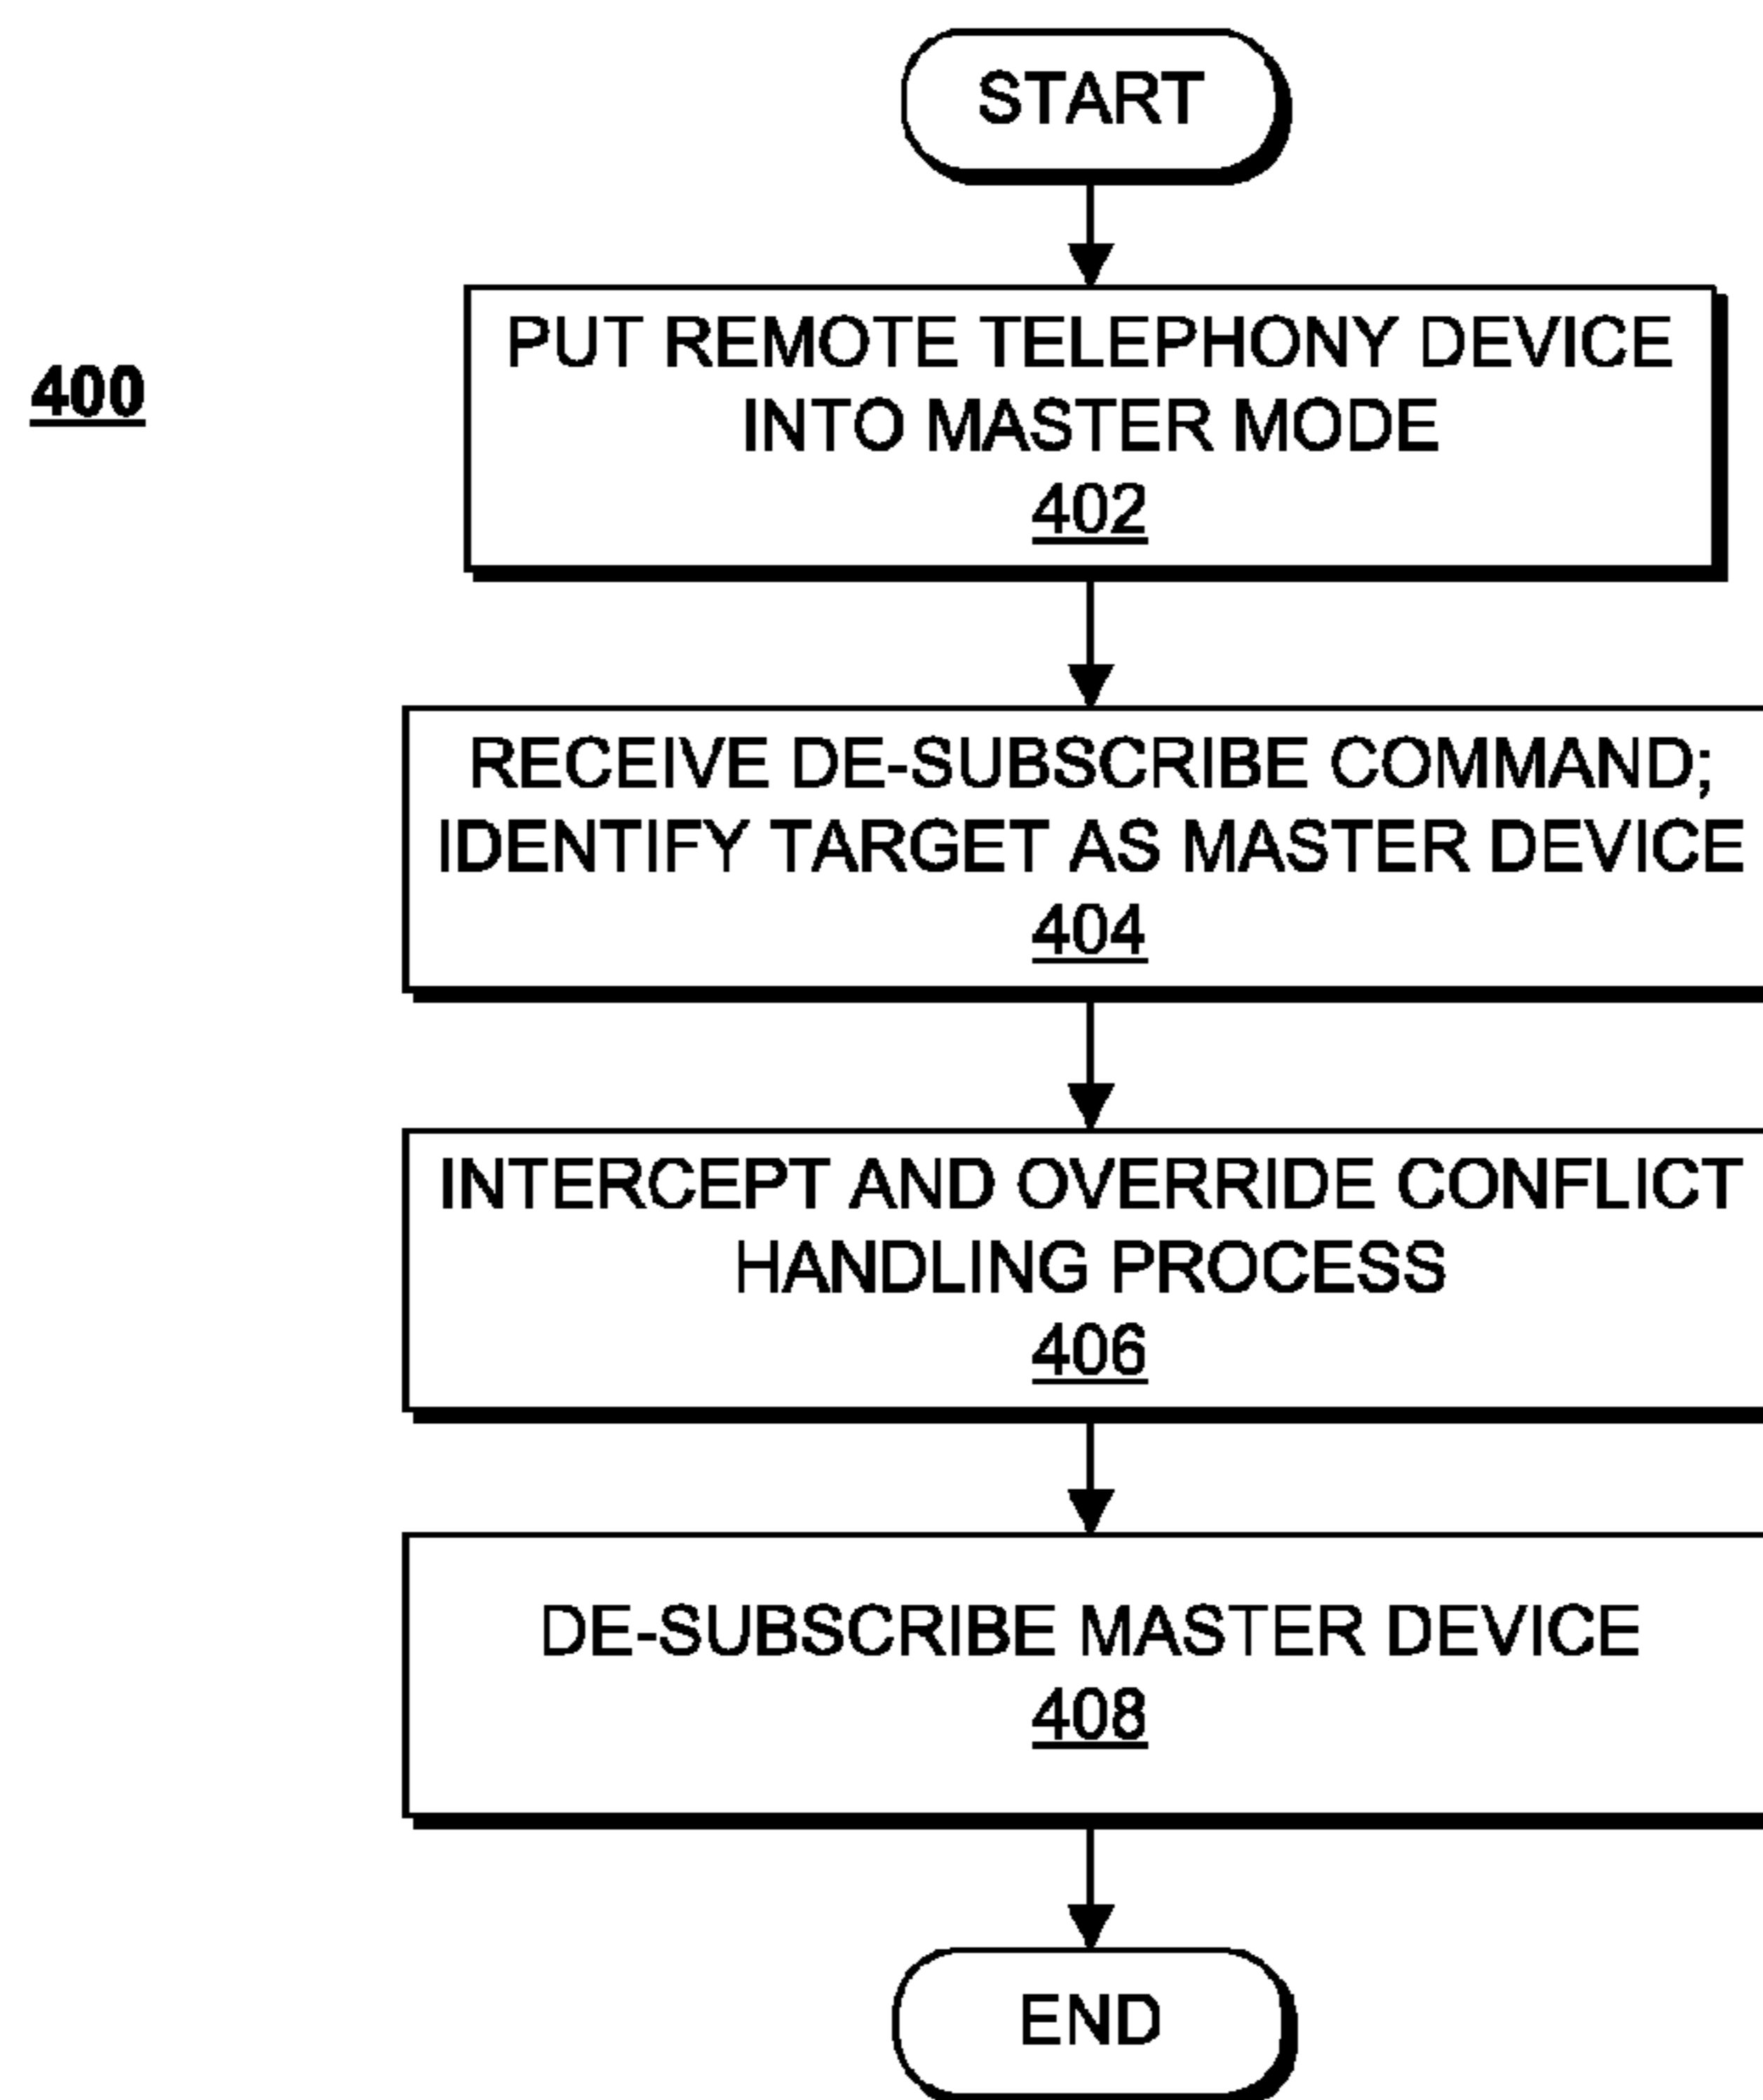 START
400
PUT REMOTE TELEPHONY DEVICE
INTO MASTER MODE
402
RECEIVE DE-SUBSCRIBE COMMAND;
IDENTIFY TARGET AS MASTER DEVICE
404
INTERCEPT AND OVERRIDE CONFLICT
HANDLING PROCESS
406
DE-SUBSCRIBE MASTER DEVICE
408
END